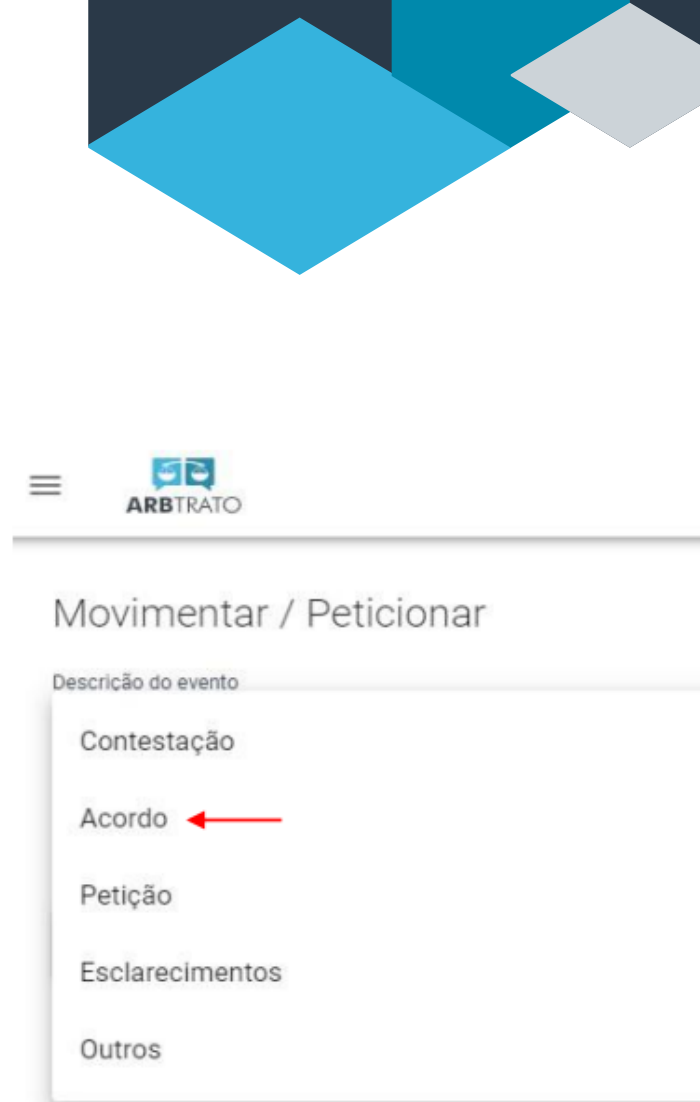 ARBTRATO
Movimentar / Peticionar
Descrição do evento
Contestação
Acordo
Petição
Esclarecimentos
Outros